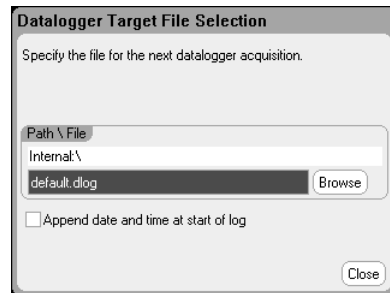 Datalogger Target File Selection
Specify the file for the next datalogger acquisition.
Path \ File
Internal:\
default.dlog
Browse
Append date and time at start of log
Close